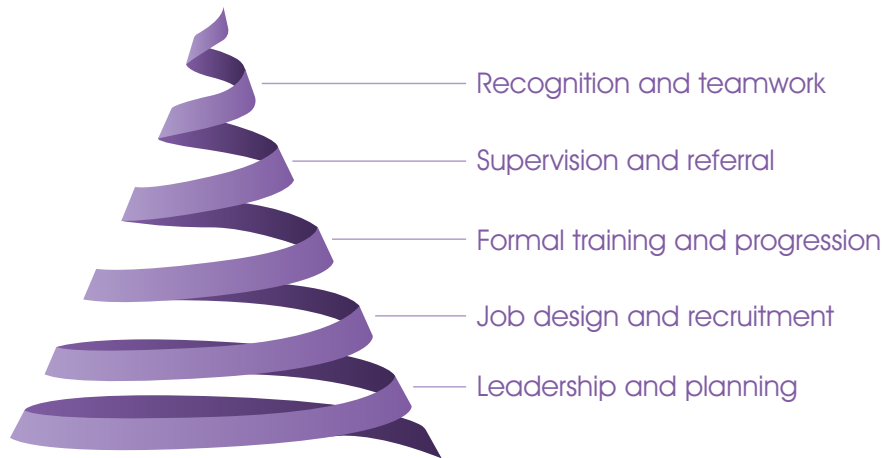 Recognition and teamwork
Supervision and referral
Formal training and progression
Job design and recruitment
Leadership and planning